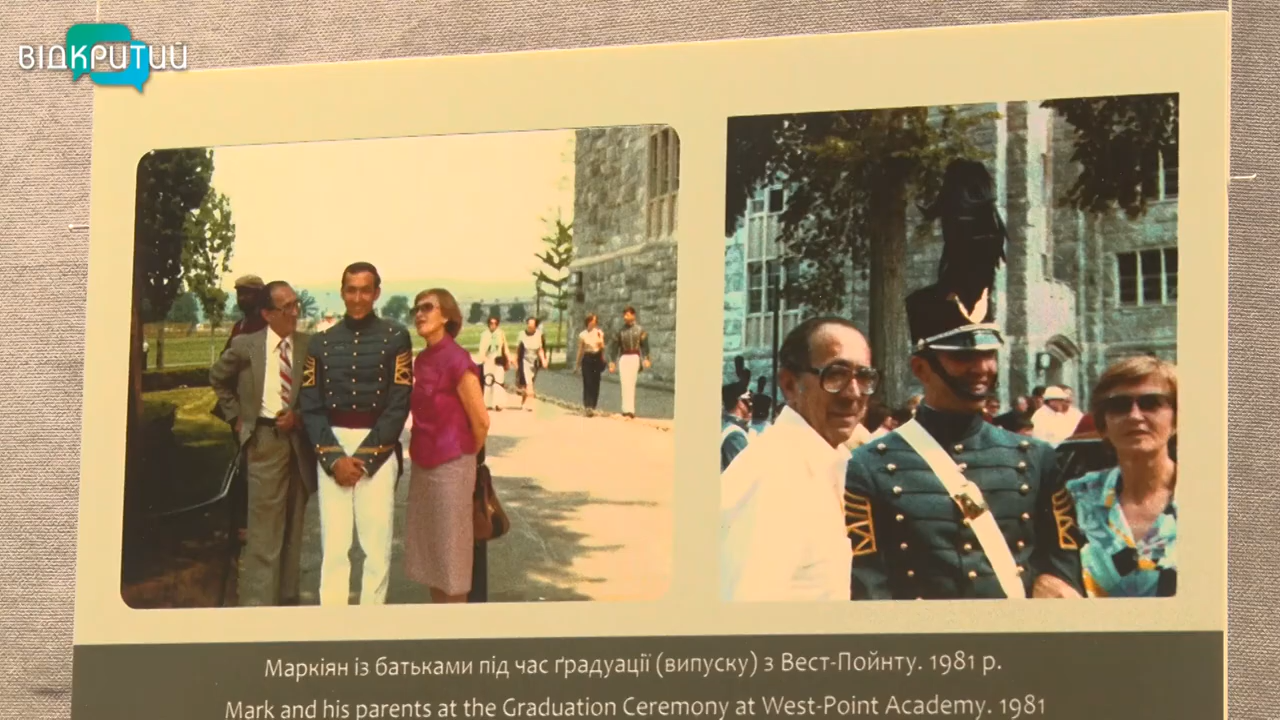 ВІДКРИТИЙ
Маркіян із батьками під час ґрадуації (випуску) з Вест-Пойнту. 1981 р.
Mark and his parents at the Graduation Ceremony at West-Point Academy. 1981